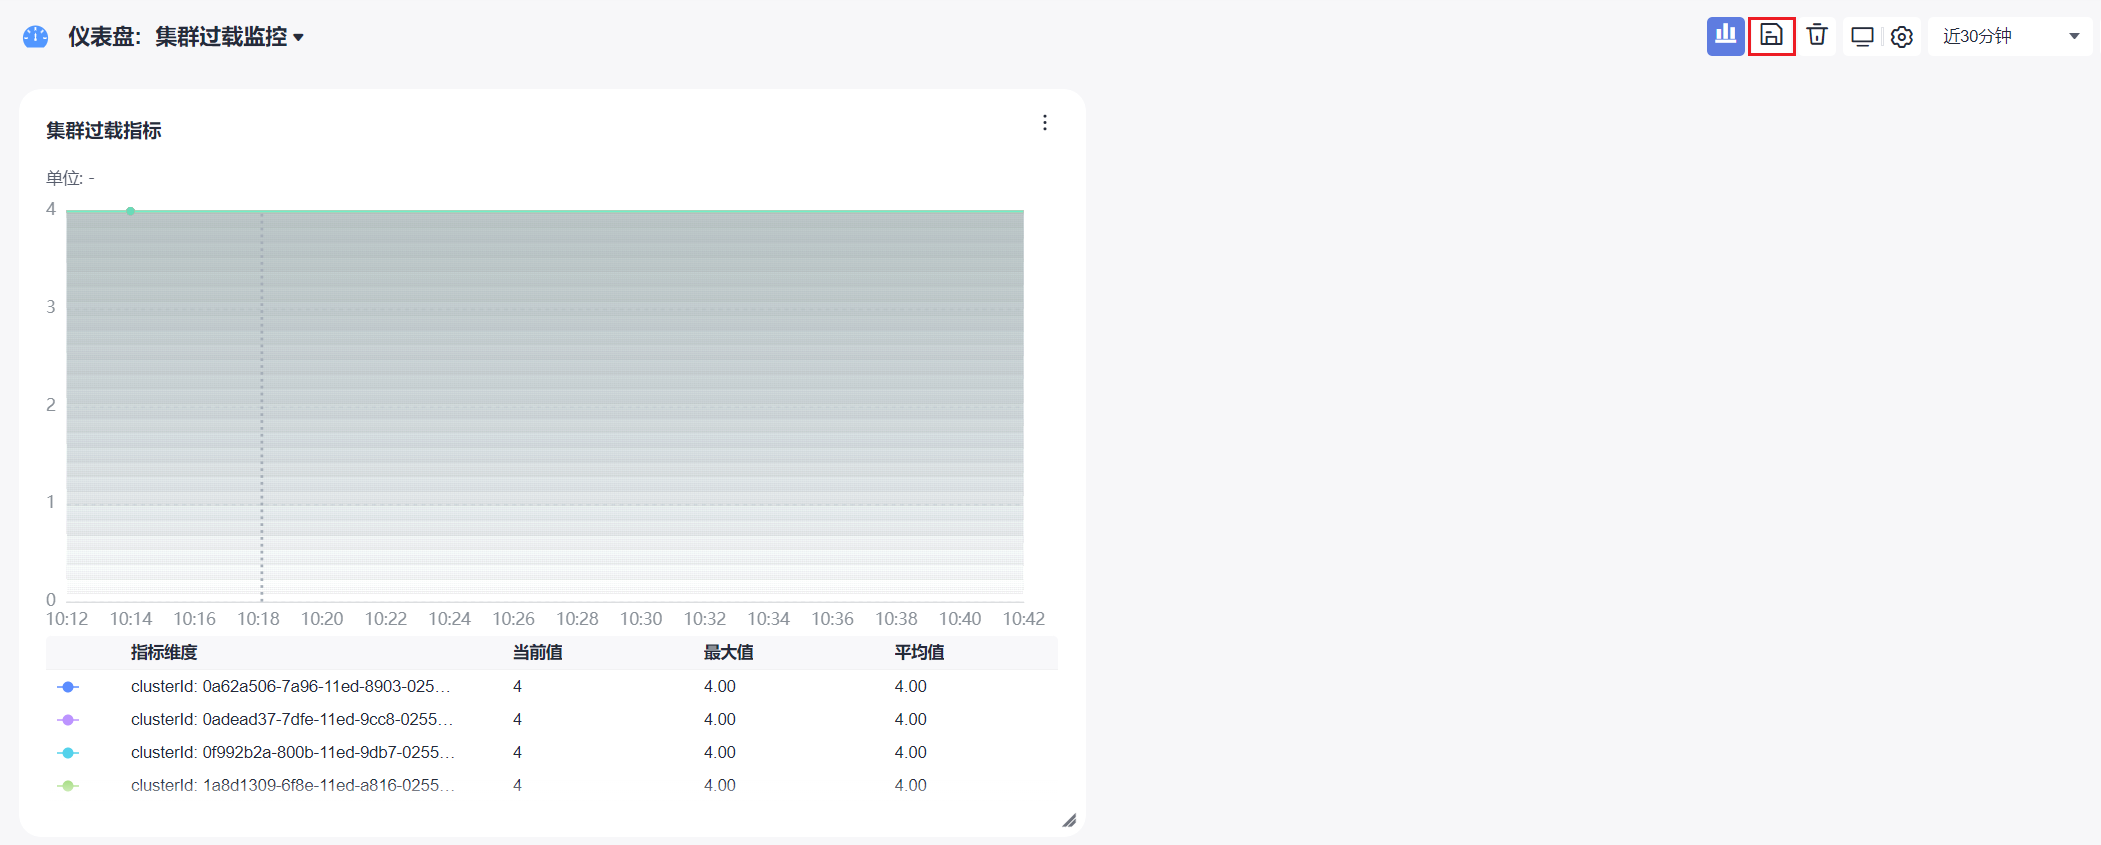 仪表盘: 集群过载监控
近30分钟
集群过载指标
单位: -
4
3
2
1
0
10:12 10:14 10:16 10:18 10:20 10:22 10:24 10:26 10:28 10:30 10:32 10:34 10:36 10:38 10:40 10:42
指标维度 当前值 最大值 平均值
clusterId: 0a62a506-7a96-11ed-8903-025... 4 4.00 4.00
clusterId: 0adead37-7dfe-11ed-9cc8-0255... 4 4.00 4.00
clusterId: 0f992b2a-800b-11ed-9db7-0255... 4 4.00 4.00
clusterId: 1a8d1309-6f8e-11ed-a816-0255... 4 4.00 4.00